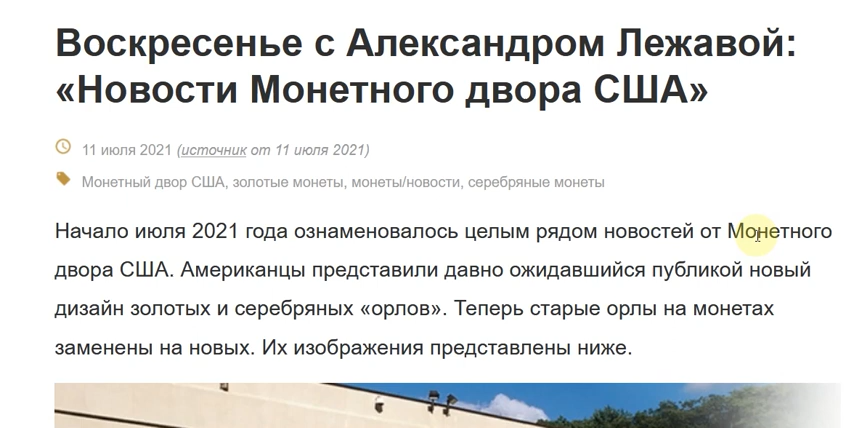 Воскресенье с Александром Лежавой:
«Новости Монетного двора США»
11 июля 2021 (источник от 11 июля 2021)
Монетный двор США, золотые монеты, монеты/новости, серебряные монеты
Начало июля 2021 года ознаменовалось целым рядом новостей от Монетного
двора США. Американцы представили давно ожидавшийся публикой новый
дизайн золотых и серебряных «орлов». Теперь старые орлы на монетах
заменены на новых. Их изображения представлены ниже.